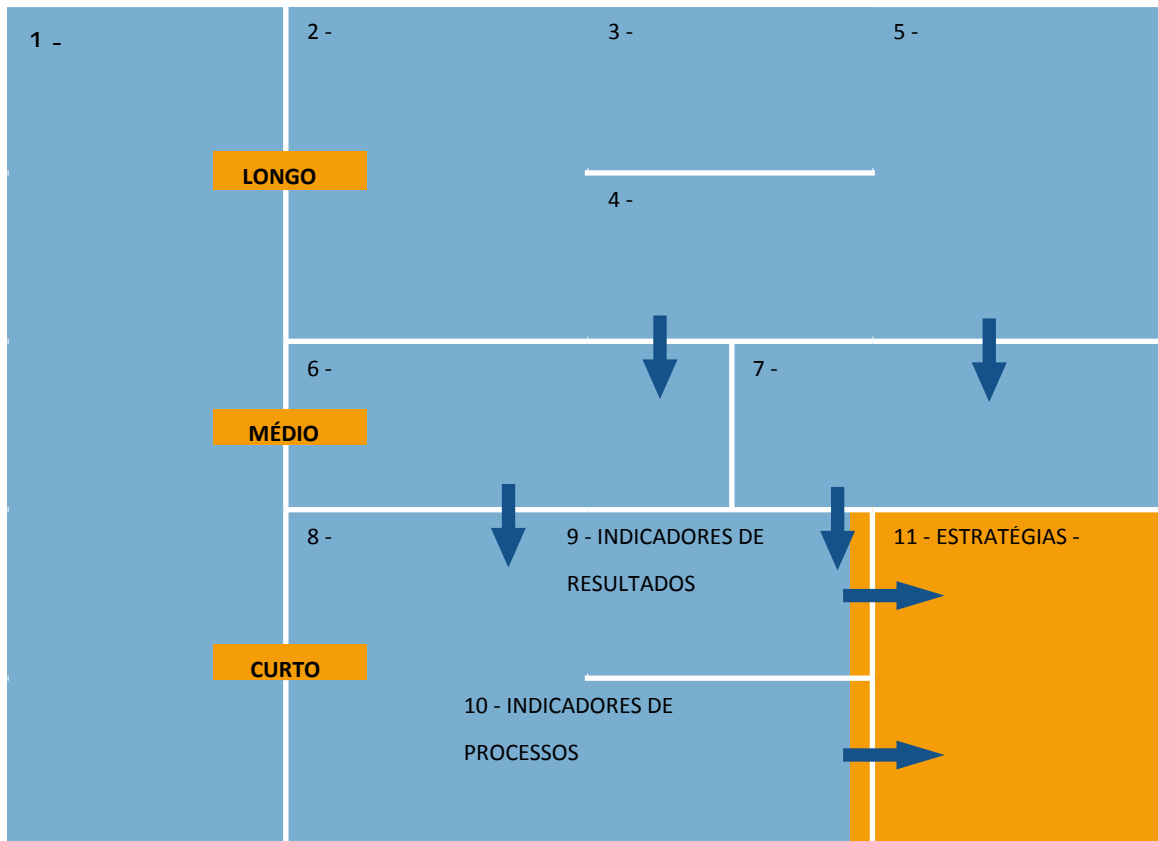 1 -
2 -
3 -
5 -
LONGO
4 -
6 -
7 -
MÉDIO
8 -
9 - INDICADORES DE
RESULTADOS
11 - ESTRATÉGIAS -
CURTO
10 - INDICADORES DE
PROCESSOS